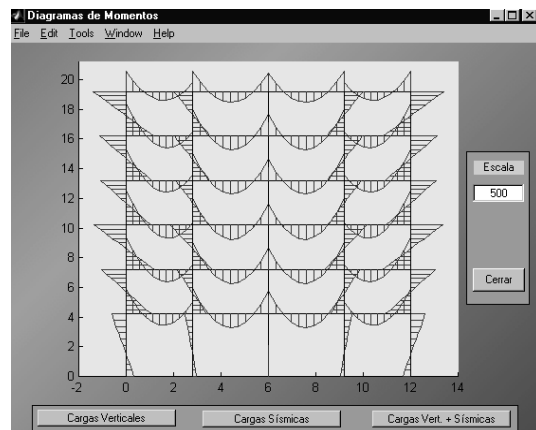 Diagramas de Momentos
File Edit Tools Window Help
20
18
16
14
12
10
8
6
4
2
0
-2 0 2 4 6 8 10 12 14
Escala
500
Cerrar
Cargas Verticales Cargas Sísmicas Cargas Vert. + Sísmicas